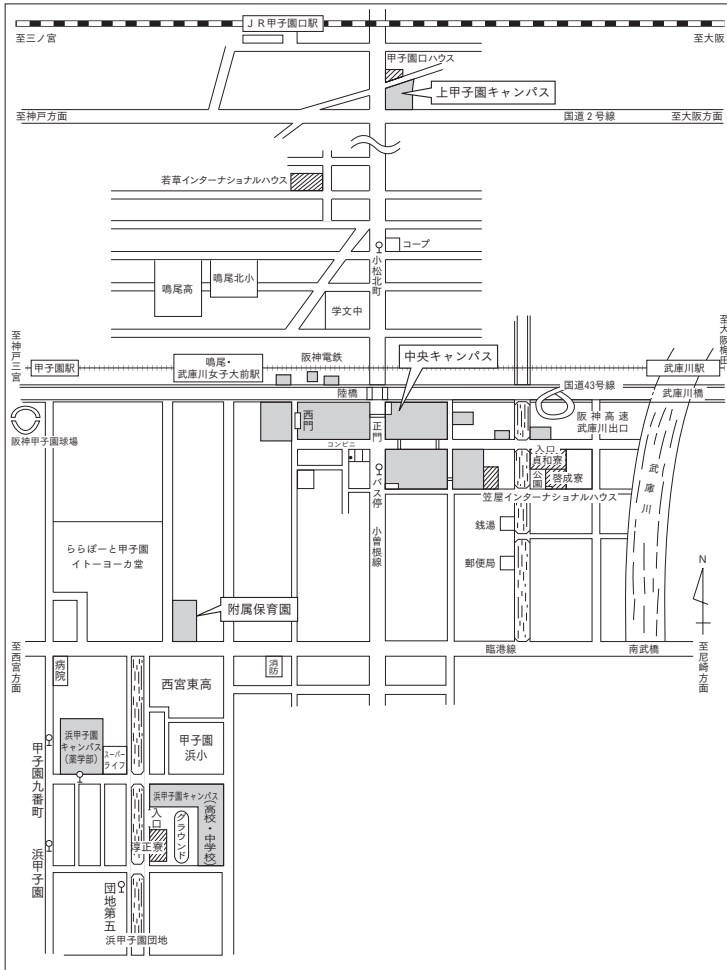 JR甲子園口駅
至三ノ宮
至大阪
甲子園口ハウス
上甲子園キャンパス
至神戸方面
国道2号線
至大阪方面
若草インターナショナルハウス
コープ
小松北町
鳴尾高
鳴尾北小
学文中
至神戸三宮
至大阪梅田
甲子園駅
鳴尾・
武庫川女子大前駅
阪神電鉄
中央キャンパス
武庫川駅
国道43号線
武庫川橋
陸橋
阪神甲子園球場
西門
正門
阪神高速
武庫川出口
コンビニ
入口
貞和寮
公園
啓成寮
武庫川
バス停
笠屋インターナショナルハウス
小曽根線
銭湯
郵便局
ららぽーと甲子園
イトーヨーカ堂
N
附属保育園
至西宮方面
臨港線
南武橋
至尼崎方面
病院
西宮東高
消防
浜甲子園
キャンパス
(薬学部)
スーパー
ライフ
甲子園
浜小
甲子園九番町
浜甲子園キャンパス
(高校・中学校)
入口
グラウンド
淳正寮
浜甲子園
団地第五
浜甲子園団地